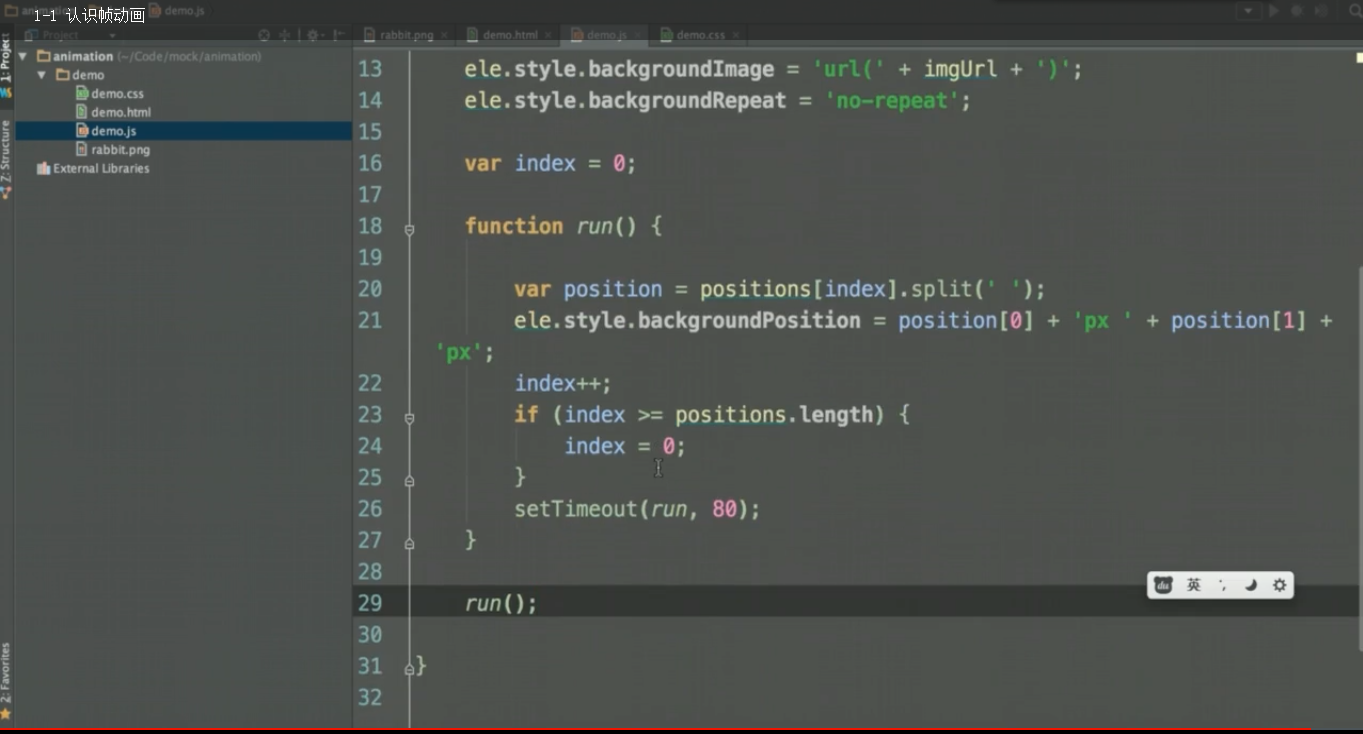 1-1 认识帧动画
demo.js
Project
rabbit.png
demo.html
demo.js
demo.css
1: Project
Z: Structure
2: Favorites
animation (~/Code/mock/animation)
demo
demo.css
demo.html
demo.js
rabbit.png
External Libraries
13 ele.style.backgroundImage = 'url(' + imgUrl + ')';
14 ele.style.backgroundRepeat = 'no-repeat';
15
16 var index = 0;
17
18 function run() {
19
20 var position = positions[index].split(' ');
21 ele.style.backgroundPosition = position[0] + 'px ' + position[1] +
'px';
22 index++;
23 if (index >= positions.length) {
24 index = 0;
25 }
26 setTimeout(run, 80);
27 }
28
29 run();
30
31 }
32
du 英